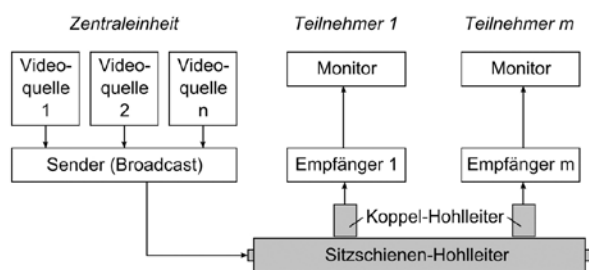 Zentraleinheit
Teilnehmer 1
Teilnehmer m
Video-
quelle
1
Video-
quelle
2
Video-
quelle
n
Monitor
Monitor
Sender (Broadcast)
Empfänger 1
Empfänger m
Koppel-Hohlleiter
Sitzschienen-Hohlleiter